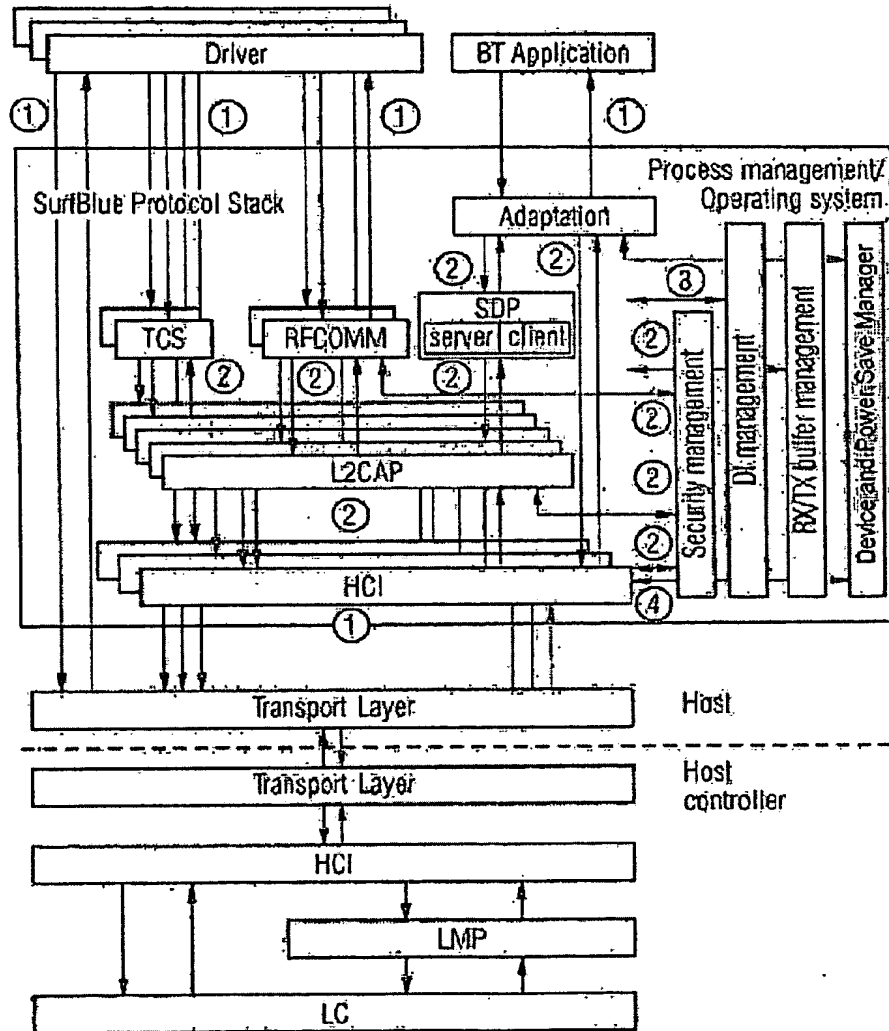 Driver
BT Application
1
1
1
1
Process management/
Operating system
SurfBlue Protocol Stack
Adaptation
2
2
3
SDP
server client
TCS
RFCOMM
2
2
2
2
2
2
2
L2CAP
2
Security management
DI management
RX/TX buffer management
Device and Power Save Manager
HCI
4
1
Transport Layer
Host
Transport Layer
Host
controller
HCI
LMP
LC